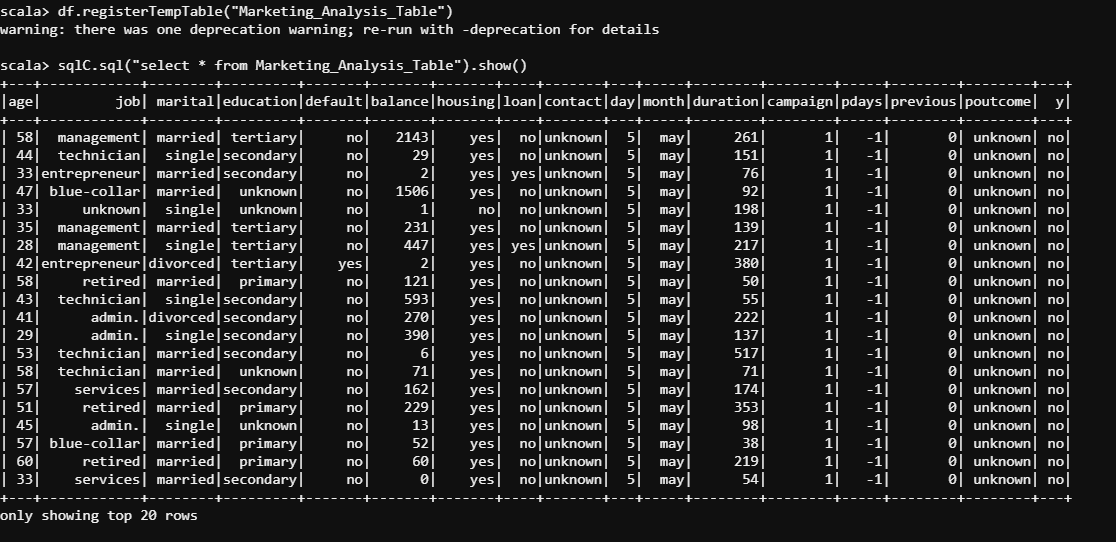 scala> df.registerTempTable("Marketing_Analysis_Table")
warning: there was one deprecation warning; re-run with -deprecation for details

scala> sqlC.sql("select * from Marketing_Analysis_Table").show()
+---+------------+--------+---------+-------+-------+-------+----+-------+---+-----+--------+--------+-----+--------+--------+---+
|age|         job| marital|education|default|balance|housing|loan|contact|day|month|duration|campaign|pdays|previous|poutcome|  y|
+---+------------+--------+---------+-------+-------+-------+----+-------+---+-----+--------+--------+-----+--------+--------+---+
| 58|  management| married| tertiary|     no|   2143|    yes|  no|unknown|  5|  may|     261|       1|   -1|       0| unknown| no|
| 44|  technician|  single|secondary|     no|     29|    yes|  no|unknown|  5|  may|     151|       1|   -1|       0| unknown| no|
| 33|entrepreneur| married|secondary|     no|      2|    yes| yes|unknown|  5|  may|      76|       1|   -1|       0| unknown| no|
| 47| blue-collar| married|  unknown|     no|   1506|    yes|  no|unknown|  5|  may|      92|       1|   -1|       0| unknown| no|
| 33|     unknown|  single|  unknown|     no|      1|     no|  no|unknown|  5|  may|     198|       1|   -1|       0| unknown| no|
| 35|  management| married| tertiary|     no|    231|    yes|  no|unknown|  5|  may|     139|       1|   -1|       0| unknown| no|
| 28|  management|  single| tertiary|     no|    447|    yes| yes|unknown|  5|  may|     217|       1|   -1|       0| unknown| no|
| 42|entrepreneur|divorced| tertiary|    yes|      2|    yes|  no|unknown|  5|  may|     380|       1|   -1|       0| unknown| no|
| 58|     retired| married|  primary|     no|    121|    yes|  no|unknown|  5|  may|      50|       1|   -1|       0| unknown| no|
| 43|  technician|  single|secondary|     no|    593|    yes|  no|unknown|  5|  may|      55|       1|   -1|       0| unknown| no|
| 41|      admin.|divorced|secondary|     no|    270|    yes|  no|unknown|  5|  may|     222|       1|   -1|       0| unknown| no|
| 29|      admin.|  single|secondary|     no|    390|    yes|  no|unknown|  5|  may|     137|       1|   -1|       0| unknown| no|
| 53|  technician| married|secondary|     no|      6|    yes|  no|unknown|  5|  may|     517|       1|   -1|       0| unknown| no|
| 58|  technician| married|  unknown|     no|     71|    yes|  no|unknown|  5|  may|      71|       1|   -1|       0| unknown| no|
| 57|    services| married|secondary|     no|    162|    yes|  no|unknown|  5|  may|     174|       1|   -1|       0| unknown| no|
| 51|     retired| married|  primary|     no|    229|    yes|  no|unknown|  5|  may|     353|       1|   -1|       0| unknown| no|
| 45|      admin.|  single|  unknown|     no|     13|    yes|  no|unknown|  5|  may|      98|       1|   -1|       0| unknown| no|
| 57| blue-collar| married|  primary|     no|     52|    yes|  no|unknown|  5|  may|      38|       1|   -1|       0| unknown| no|
| 60|     retired| married|  primary|     no|     60|    yes|  no|unknown|  5|  may|     219|       1|   -1|       0| unknown| no|
| 33|    services| married|secondary|     no|      0|    yes|  no|unknown|  5|  may|      54|       1|   -1|       0| unknown| no|
+---+------------+--------+---------+-------+-------+-------+----+-------+---+-----+--------+--------+-----+--------+--------+---+
only showing top 20 rows